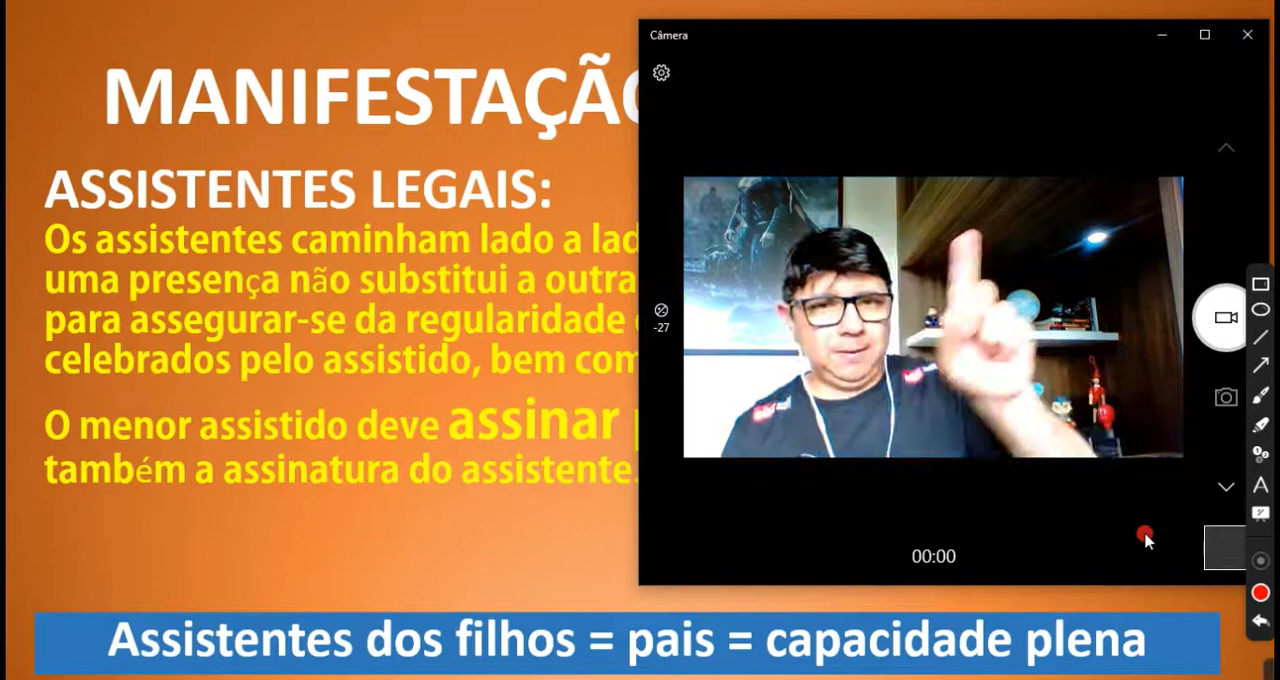 MANIFESTAÇÃO
ASSISTENTES LEGAIS:
Os assistentes caminham lado a lad
uma presença não substitui a outra
para assegurar-se da regularidade
celebrados pelo assistido, bem com
O menor assistido deve assinar
também a assinatura do assistente.
Assistentes dos filhos = pais = capacidade plena
Câmera
-27
00:00